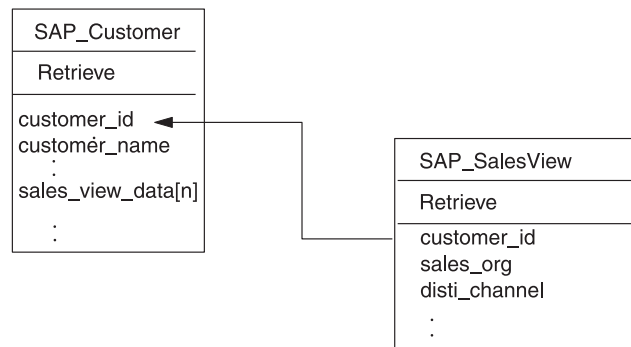 SAP_Customer
Retrieve
customer_id
customer_name
:
sales_view_data[n]
:
SAP_SalesView
Retrieve
customer_id
sales_org
disti_channel
: